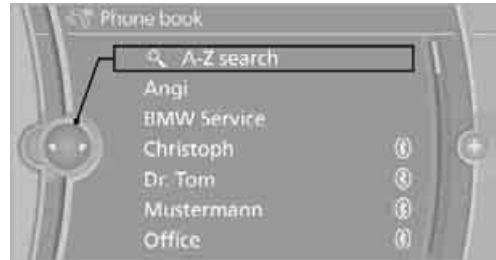 Phone book
A-Z search
Angi
BMW Service
Christoph
Dr. Tom
Mustermann
Office